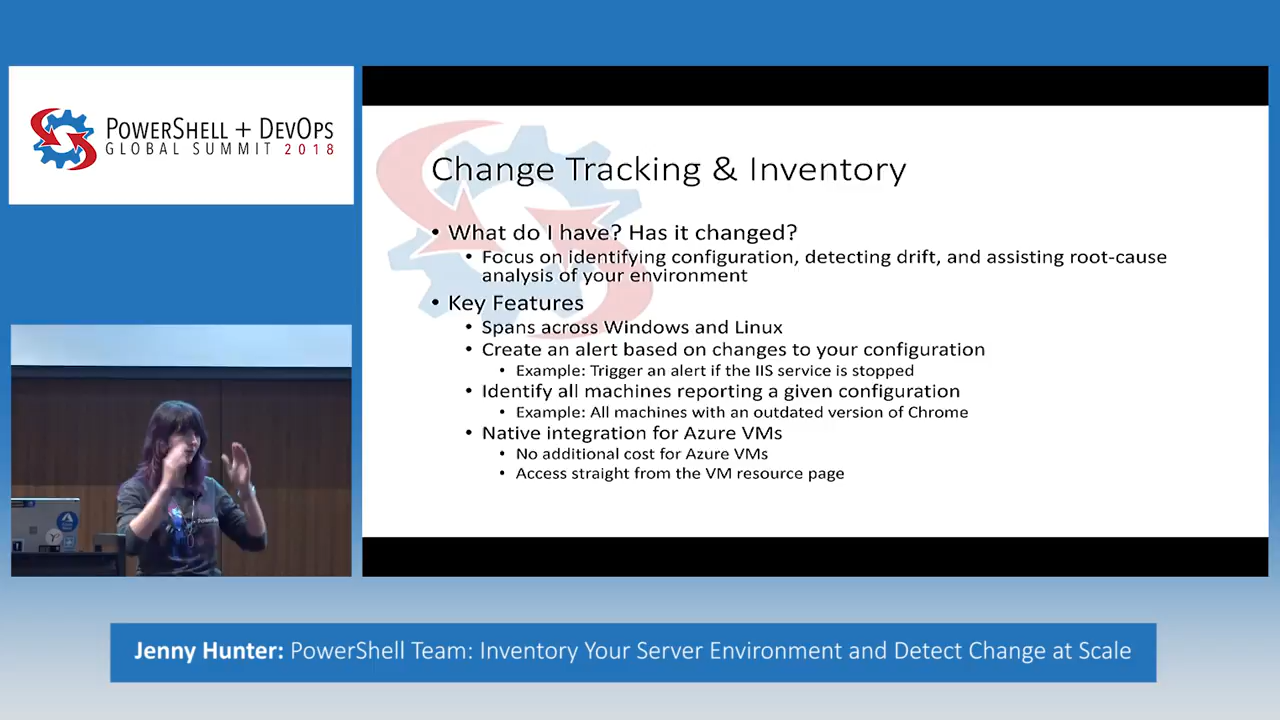 POWERSHELL + DEVOPS
GLOBAL SUMMIT 2018
Change Tracking & Inventory
• What do I have? Has it changed?
• Focus on identifying configuration, detecting drift, and assisting root-cause
analysis of your environment
• Key Features
• Spans across Windows and Linux
• Create an alert based on changes to your configuration
• Example: Trigger an alert if the IIS service is stopped
• Identify all machines reporting a given configuration
• Example: All machines with an outdated version of Chrome
• Native integration for Azure VMs
• No additional cost for Azure VMs
• Access straight from the VM resource page
Jenny Hunter: PowerShell Team: Inventory Your Server Environment and Detect Change at Scale